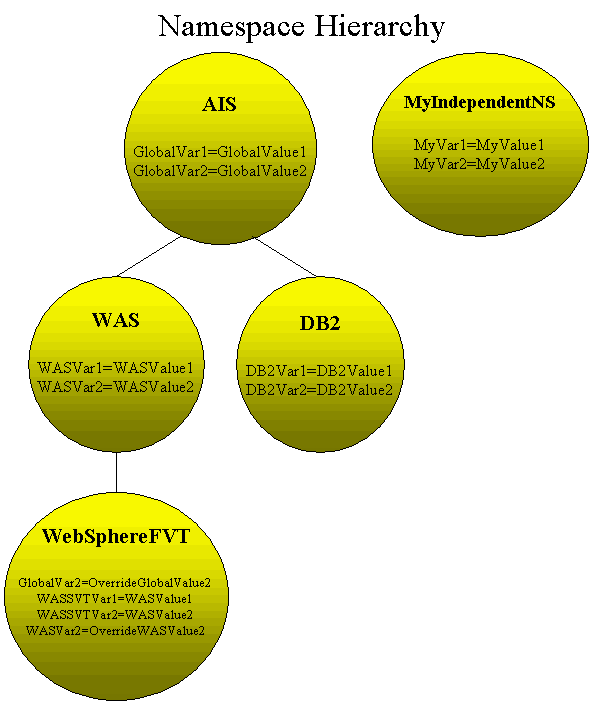 Namespace Hierarchy
AIS
GlobalVar1=GlobalValue1
GlobalVar2=GlobalValue2
MyIndependentNS
MyVar1=MyValue1
MyVar2=MyValue2
WAS
WASVar1=WASValue1
WASVar2=WASValue2
DB2
DB2Var1=DB2Value1
DB2Var2=DB2Value2
WebSphereFVT
GlobalVar2=OverrideGlobalValue2
WASSVTVar1=WASValue1
WASSVTVar2=WASValue2
WASVar2=OverrideWASValue2